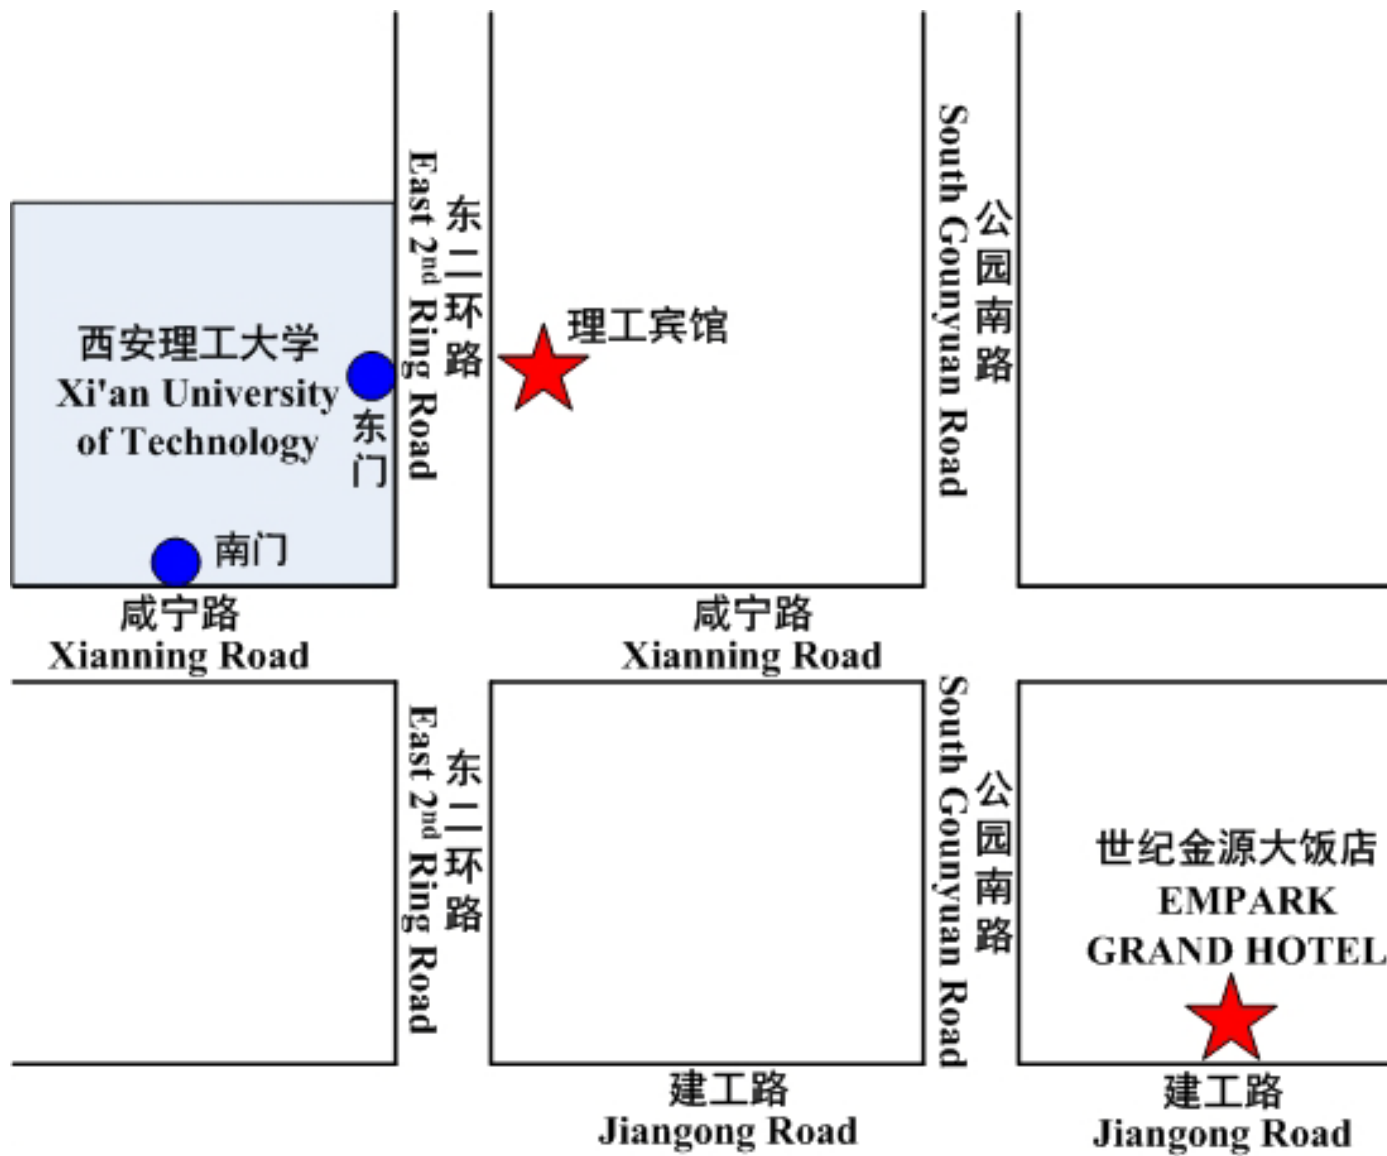 East 2nd Ring Road
东二环路
South Gounyuan Road
公园南路
理工宾馆
西安理工大学
Xi'an University
of Technology
东门
南门
咸宁路
Xianning Road
咸宁路
Xianning Road
East 2nd Ring Road
东二环路
South Gounyuan Road
公园南路
世纪金源大饭店
EMPARK
GRAND HOTEL
建工路
Jiangong Road
建工路
Jiangong Road